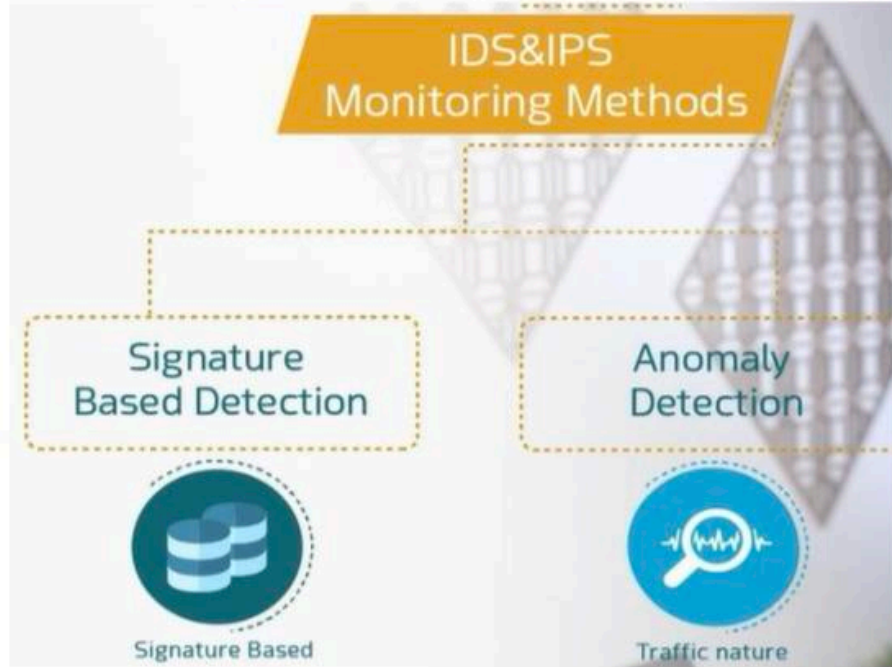 IDS&IPS
Monitoring Methods
Signature
Based Detection
Anomaly
Detection
Signature Based
Traffic nature